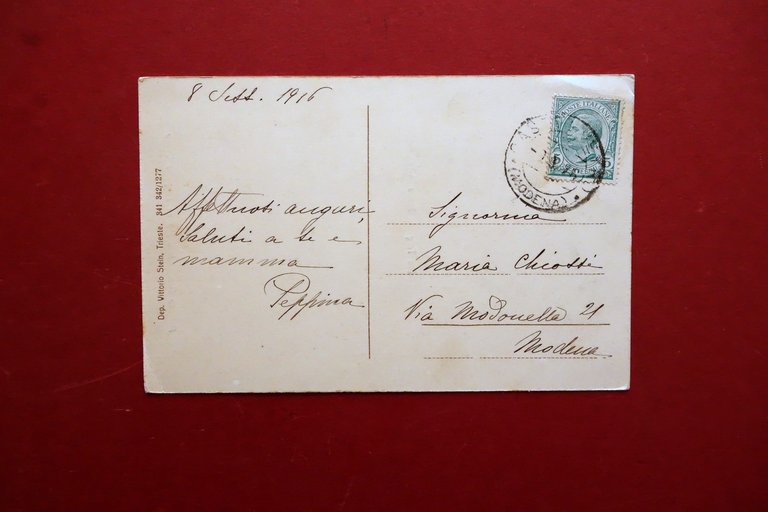 8 Sett. 1916
Affettuosi auguri,
saluti a te e
mamma
Peppina
Dep. Vittorio Stein, Trieste. 341 342/1277
POSTE ITALIANE
(MODENA)
Signorina
Maria Chiossi
Via Modonella 21
Modena